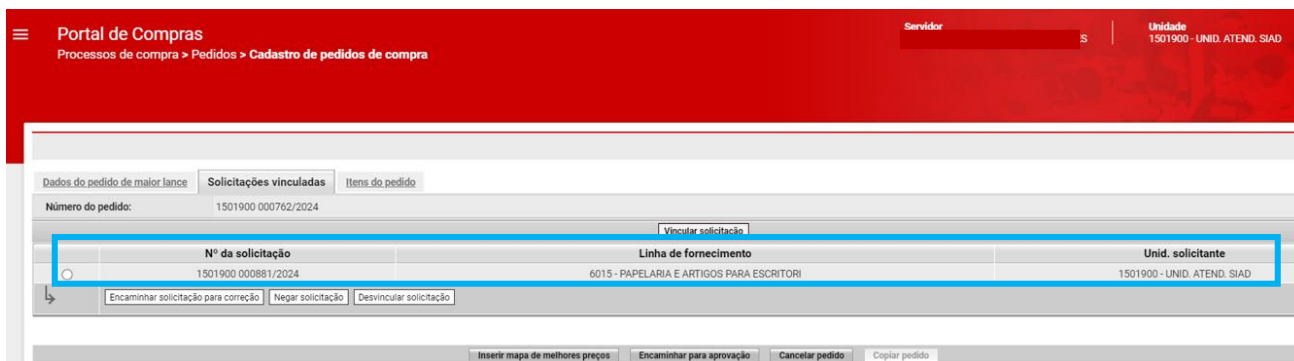 Portal de Compras
Processos de compra > Pedidos > Cadastro de pedidos de compra
Servidor
S
Unidade
1501900 - UNID. ATEND. SIAD
Dados do pedido de maior lance Solicitações vinculadas Itens do pedido
Número do pedido: 1501900 000762/2024
Vincular solicitação
Nº da solicitação Linha de fornecimento Unid. solicitante
1501900 000881/2024 6015 - PAPELARIA E ARTIGOS PARA ESCRITORI 1501900 - UNID. ATEND. SIAD
Encaminhar solicitação para correção Negar solicitação Desvincular solicitação
Inserir mapa de melhores preços Encaminhar para aprovação Cancelar pedido Copiar pedido